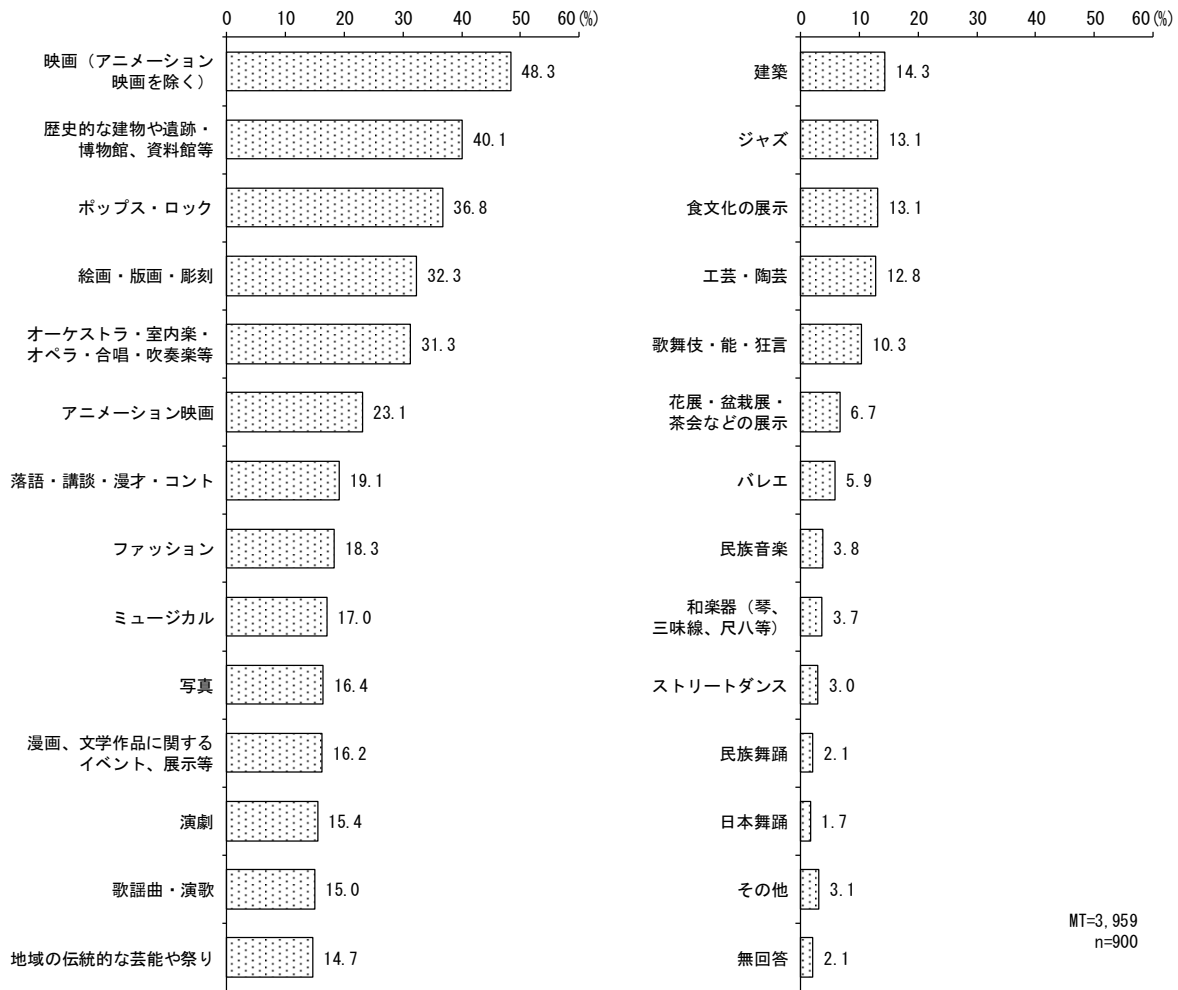 0 10 20 30 40 50 60(%)
映画（アニメーション
映画を除く）
48.3
歴史的な建物や遺跡・
博物館、資料館等
40.1
ポップス・ロック
36.8
絵画・版画・彫刻
32.3
オーケストラ・室内楽・
オペラ・合唱・吹奏楽等
31.3
アニメーション映画
23.1
落語・講談・漫才・コント
19.1
ファッション
18.3
ミュージカル
17.0
写真
16.4
漫画、文学作品に関する
イベント、展示等
16.2
演劇
15.4
歌謡曲・演歌
15.0
地域の伝統的な芸能や祭り
14.7
0 10 20 30 40 50 60(%)
建築
14.3
ジャズ
13.1
食文化の展示
13.1
工芸・陶芸
12.8
歌舞伎・能・狂言
10.3
花展・盆栽展・
茶会などの展示
6.7
バレエ
5.9
民族音楽
3.8
和楽器（琴、
三味線、尺八等）
3.7
ストリートダンス
3.0
民族舞踊
2.1
日本舞踊
1.7
その他
3.1
無回答
2.1
MT=3,959
n=900